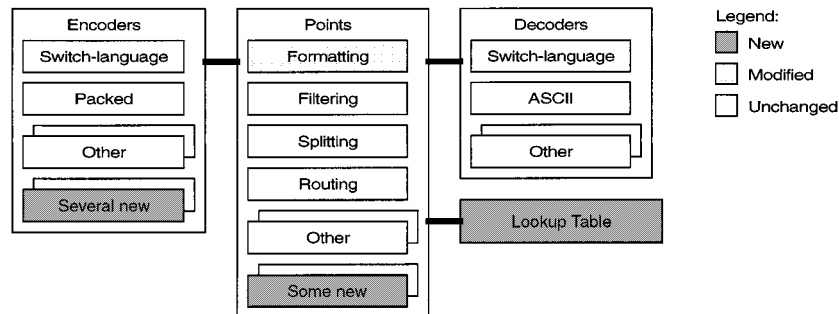 Encoders
Switch-language
Packed
Other
Several new
Points
Formatting
Filtering
Splitting
Routing
Other
Some new
Decoders
Switch-language
ASCII
Other
Lookup Table
Legend:
New
Modified
Unchanged